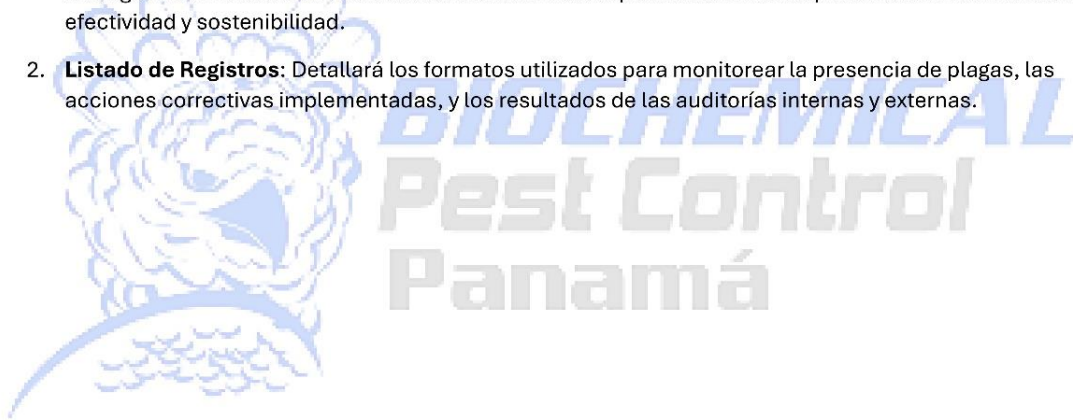 efectividad y sostenibilidad.
2. Listado de Registros: Detallará los formatos utilizados para monitorear la presencia de plagas, las
acciones correctivas implementadas, y los resultados de las auditorías internas y externas.
BIOCHEMICAL
Pest Control
Panamá